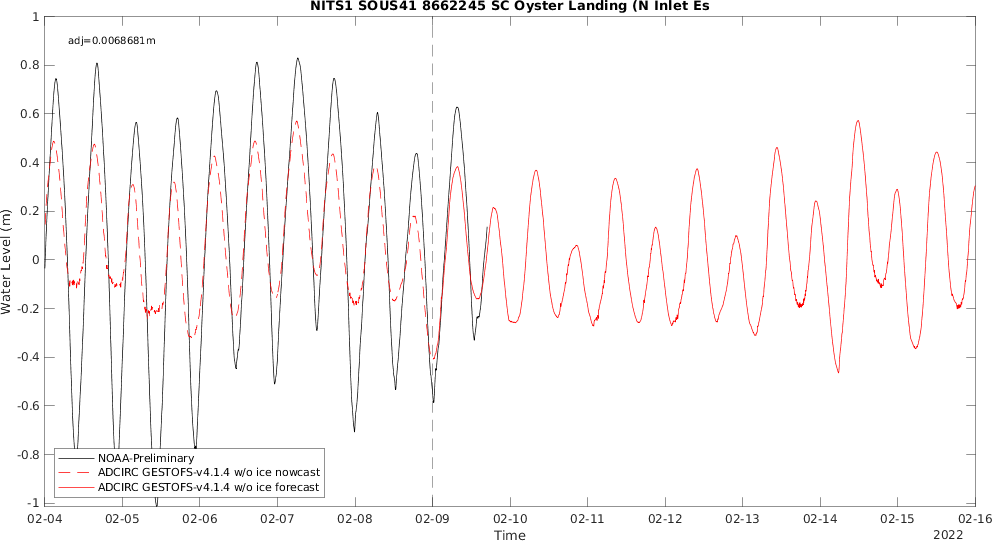 NITS1 SOUS41 8662245 SC Oyster Landing (N Inlet Es
adj=0.0068681m
1
0.8
0.6
0.4
0.2
0
-0.2
-0.4
-0.6
-0.8
-1
Water Level (m)
NOAA-Preliminary
ADCIRC GESTOFS-v4.1.4 w/o ice nowcast
ADCIRC GESTOFS-v4.1.4 w/o ice forecast
02-04 02-05 02-06 02-07 02-08 02-09 02-10 02-11 02-12 02-13 02-14 02-15 02-16
Time
2022